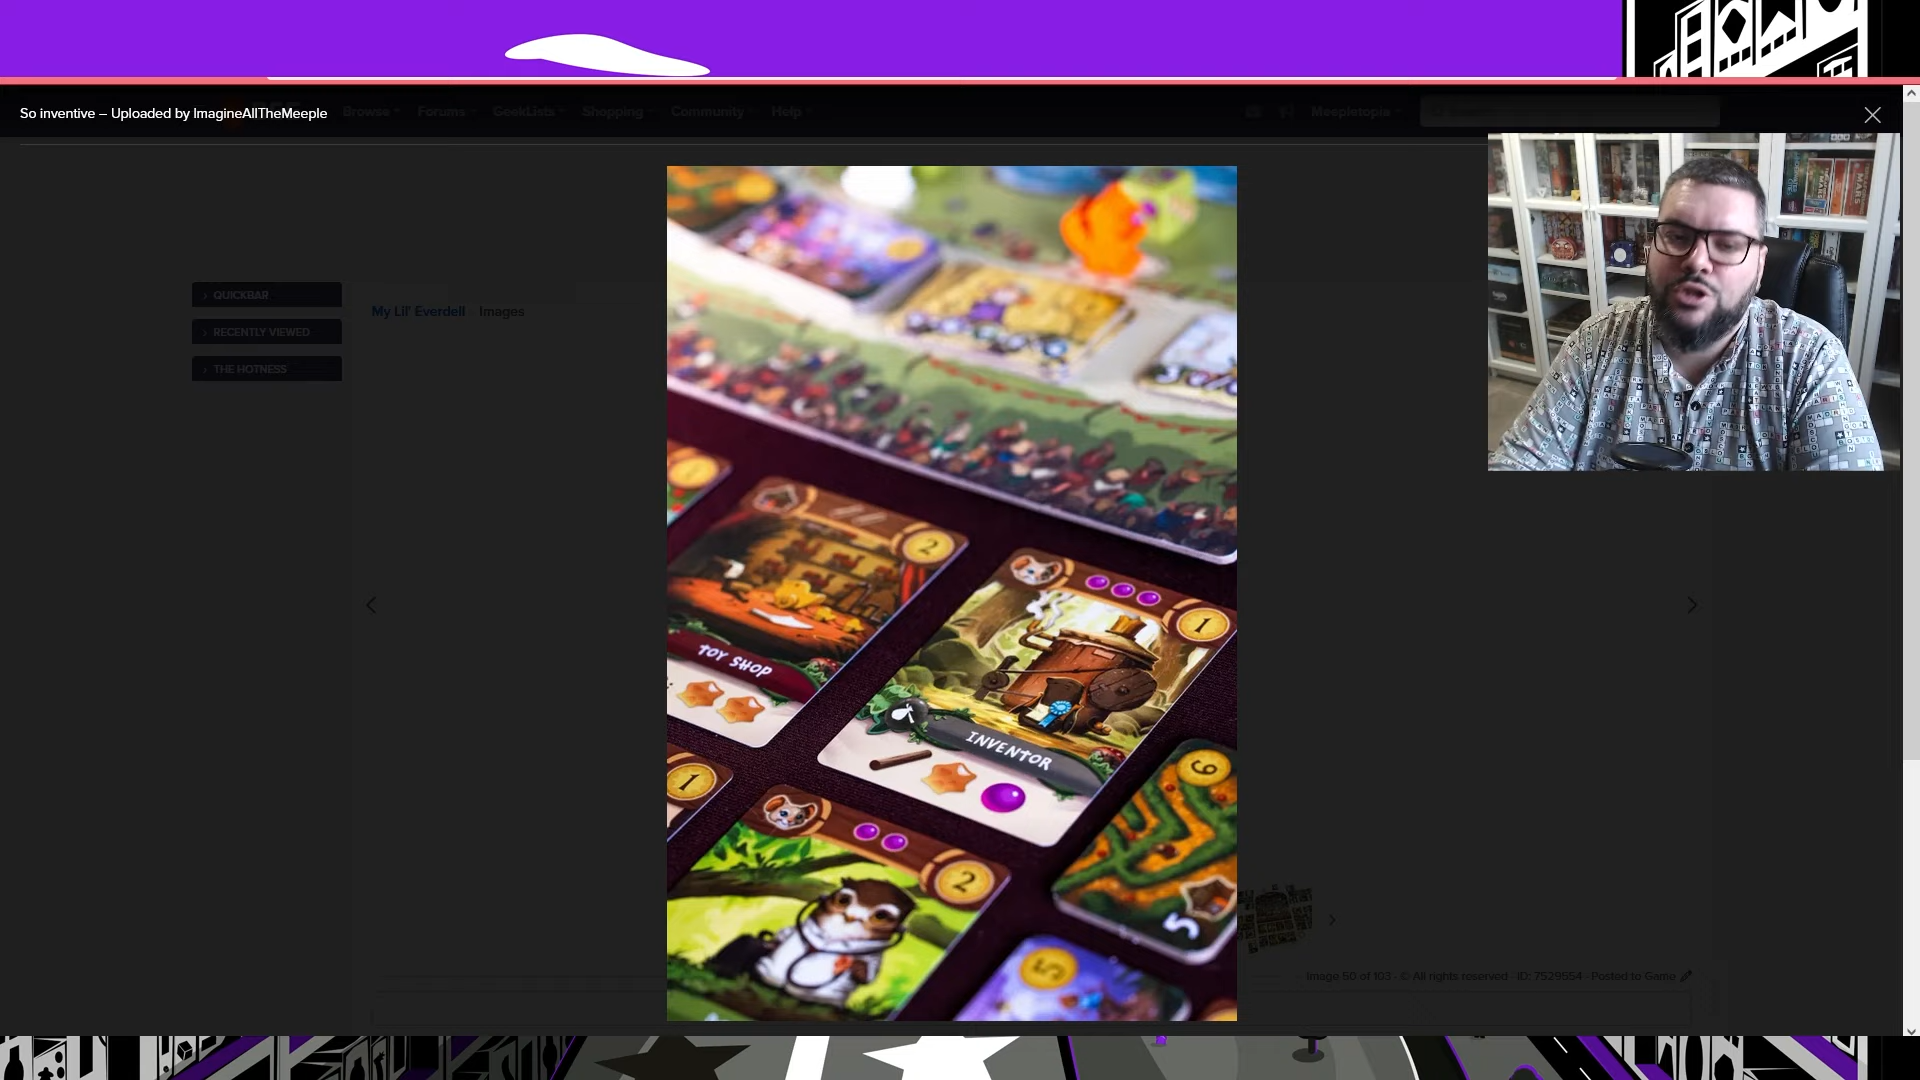 So inventive – Uploaded by ImagineAllTheMeeple
Browse Forums GeekLists Shopping Community Help Meepletopia
QUICKBAR
RECENTLY VIEWED
THE HOTNESS
My Lil' Everdell Images
MARS
2
TOY SHOP
1
INVENTOR
1
6
2
5
5
Image 50 of 103 · © All rights reserved · ID: 7529554 · Posted to Game